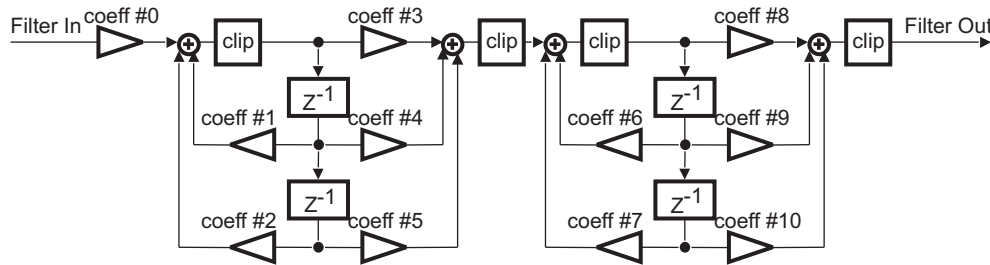 Filter In
coeff #0
clip
coeff #3
clip
clip
coeff #8
clip
Filter Out
Z-1
Z-1
coeff #1
coeff #4
coeff #6
coeff #9
Z-1
Z-1
coeff #2
coeff #5
coeff #7
coeff #10